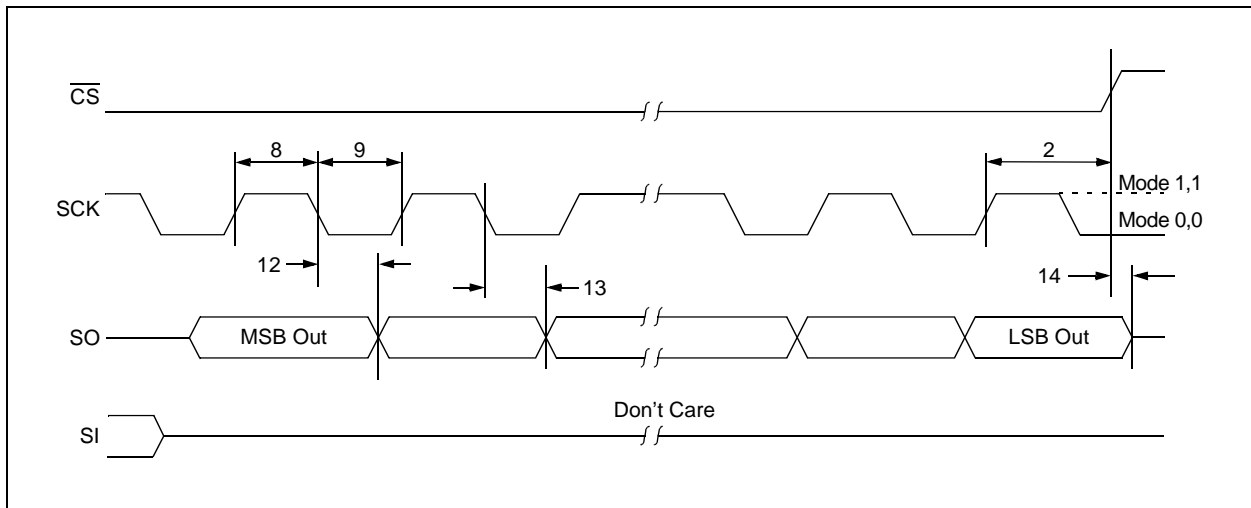 CS
8
9
2
SCK
Mode 1,1
Mode 0,0
12
13
14
SO
MSB Out
LSB Out
Don't Care
SI